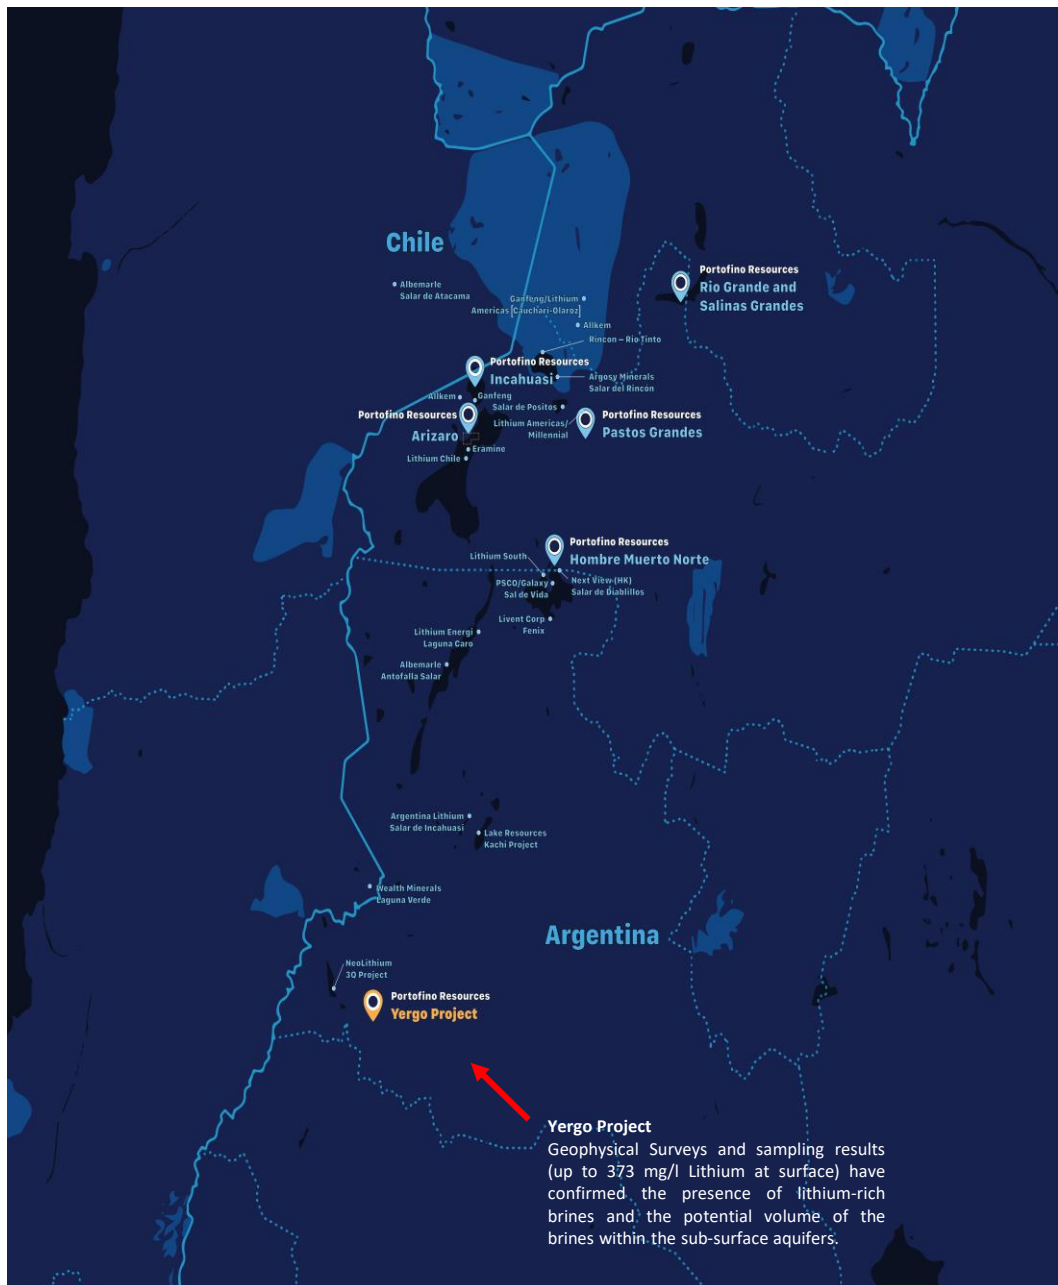 Chile
Albemarle
Salar de Atacama
Ganfeng/Lithium
Americas [Cauchari-Olaroz]
Allkem
Rincon – Rio Tinto
Portofino Resources
Rio Grande and
Salinas Grandes
Portofino Resources
Incahuasi
Argosy Minerals
Salar del Rincon
Allkem
Ganfeng
Salar de Positos
Portofino Resources
Arizaro
Lithium Americas/
Millennial
Portofino Resources
Pastos Grandes
Eramine
Lithium Chile
Portofino Resources
Hombre Muerto Norte
Lithium South
Next View (HK)
Salar de Diablillos
PSCO/Galaxy
Sal de Vida
Livent Corp
Fenix
Lithium Energi
Laguna Caro
Albemarle
Antofalla Salar
Argentina Lithium
Salar de Incahuasi
Lake Resources
Kachi Project
Wealth Minerals
Laguna Verde
Argentina
NeoLithium
3Q Project
Portofino Resources
Yergo Project
Yergo Project
Geophysical Surveys and sampling results
(up to 373 mg/l Lithium at surface) have
confirmed the presence of lithium-rich
brines and the potential volume of the
brines within the sub-surface aquifers.